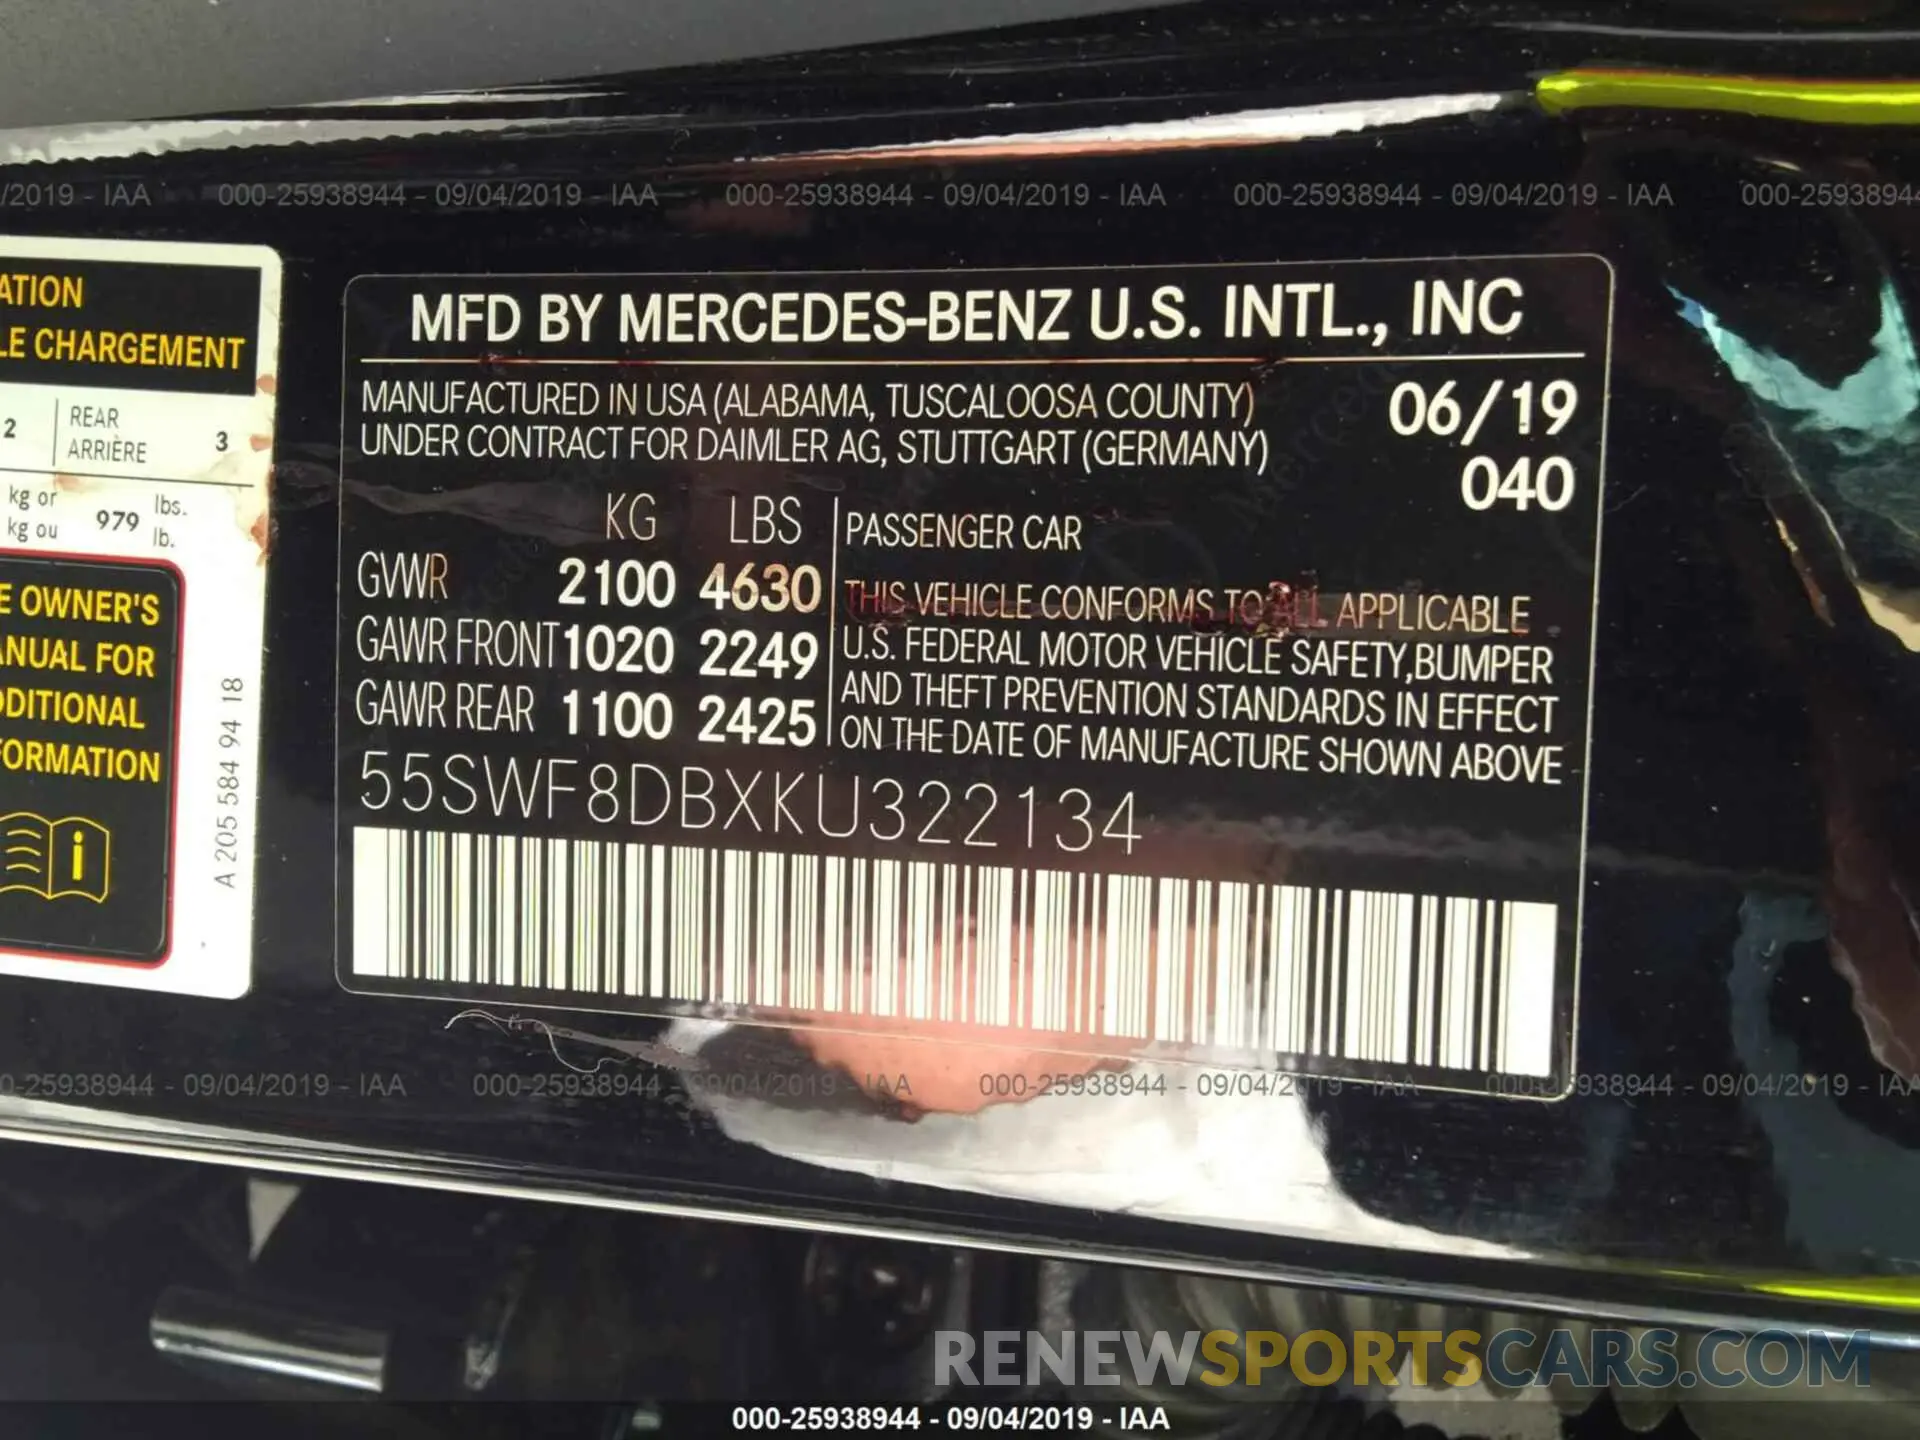 /2019 - IAA 000-25938944 - 09/04/2019 - IAA 000-25938944 - 09/04/2019 - IAA 000-25938944 - 09/04/2019 - IAA 000-25938944
ATION
LE CHARGEMENT
2 REAR 3
ARRIÈRE
kg or 979 lbs.
kg ou lb.
E OWNER'S
ANUAL FOR
DDITIONAL
FORMATION
i
A 205 584 94 18
MFD BY MERCEDES-BENZ U.S. INTL., INC
MANUFACTURED IN USA (ALABAMA, TUSCALOOSA COUNTY) 06/19
UNDER CONTRACT FOR DAIMLER AG, STUTTGART (GERMANY)
040
KG LBS PASSENGER CAR
GVWR 2100 4630 THIS VEHICLE CONFORMS TO ALL APPLICABLE
GAWR FRONT 1020 2249 U.S. FEDERAL MOTOR VEHICLE SAFETY,BUMPER
GAWR REAR 1100 2425 AND THEFT PREVENTION STANDARDS IN EFFECT
ON THE DATE OF MANUFACTURE SHOWN ABOVE
55SWF8DBXKU322134
0-25938944 - 09/04/2019 - IAA 000-25938944 - 09/04/2019 - IAA 000-25938944 - 09/04/2019 - IAA 000-25938944 - 09/04/2019 - IAA
RENEWSPORTSCARS.COM
000-25938944 - 09/04/2019 - IAA